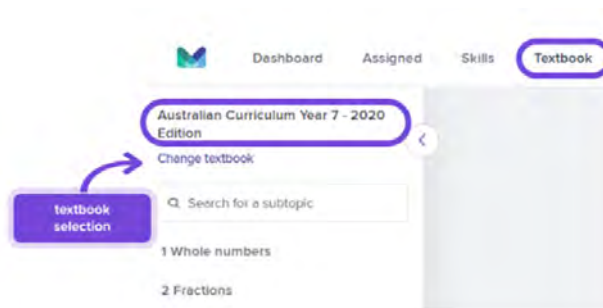 Dashboard Assigned Skills Textbook
Australian Curriculum Year 7 - 2020
Edition
Change textbook
textbook
selection
Search for a subtopic
1 Whole numbers
2 Fractions